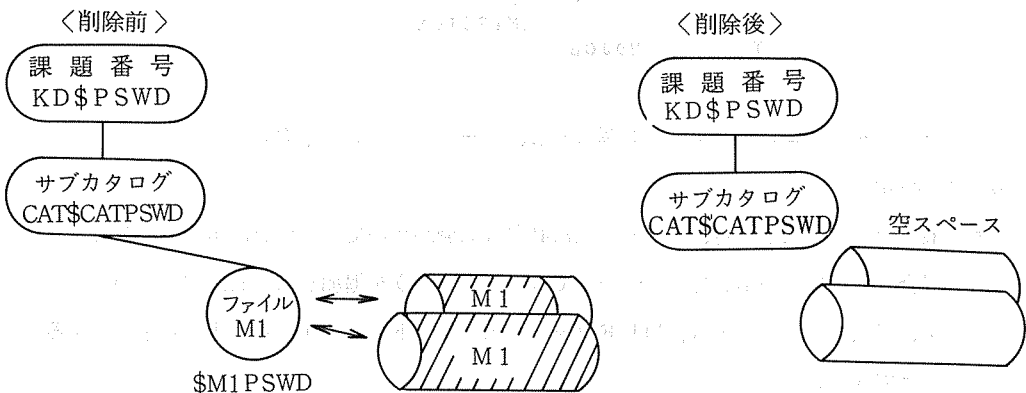 〈削除前〉
課題番号
KD$PSWD
サブカタログ
CAT$CATPSWD
ファイル
M1
$M1PSWD
M1
M1
〈削除後〉
課題番号
KD$PSWD
サブカタログ
CAT$CATPSWD
空スペース